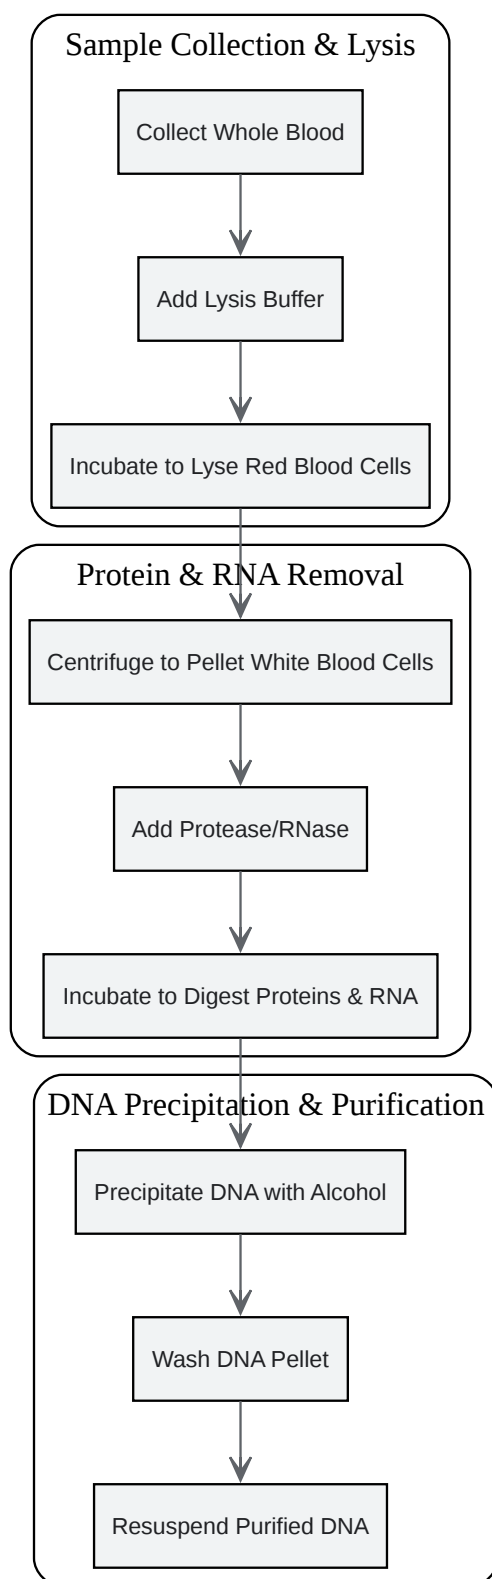 Sample Collection & Lysis
Collect Whole Blood
Add Lysis Buffer
Incubate to Lyse Red Blood Cells
Protein & RNA Removal
Centrifuge to Pellet White Blood Cells
Add Protease/RNase
Incubate to Digest Proteins & RNA
DNA Precipitation & Purification
Precipitate DNA with Alcohol
Wash DNA Pellet
Resuspend Purified DNA